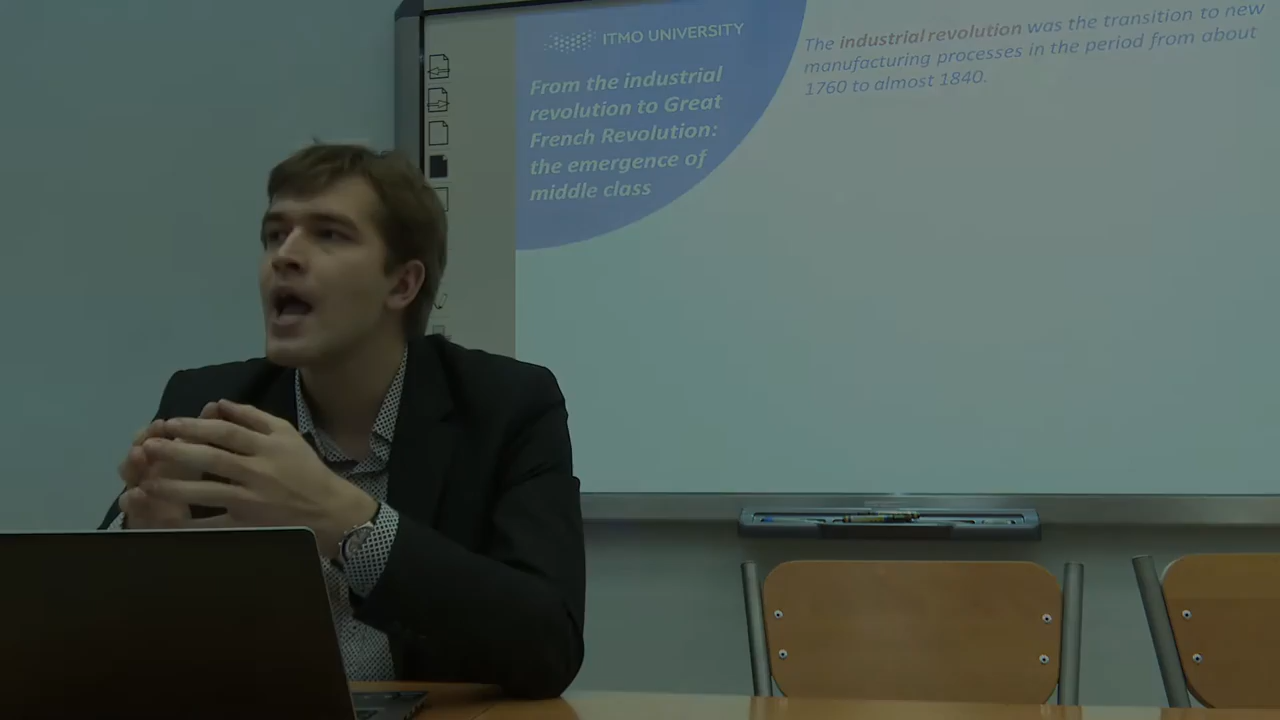 ITMO UNIVERSITY
From the industrial
revolution to Great
French Revolution:
the emergence of
middle class
The industrial revolution was the transition to new
manufacturing processes in the period from about
1760 to almost 1840.